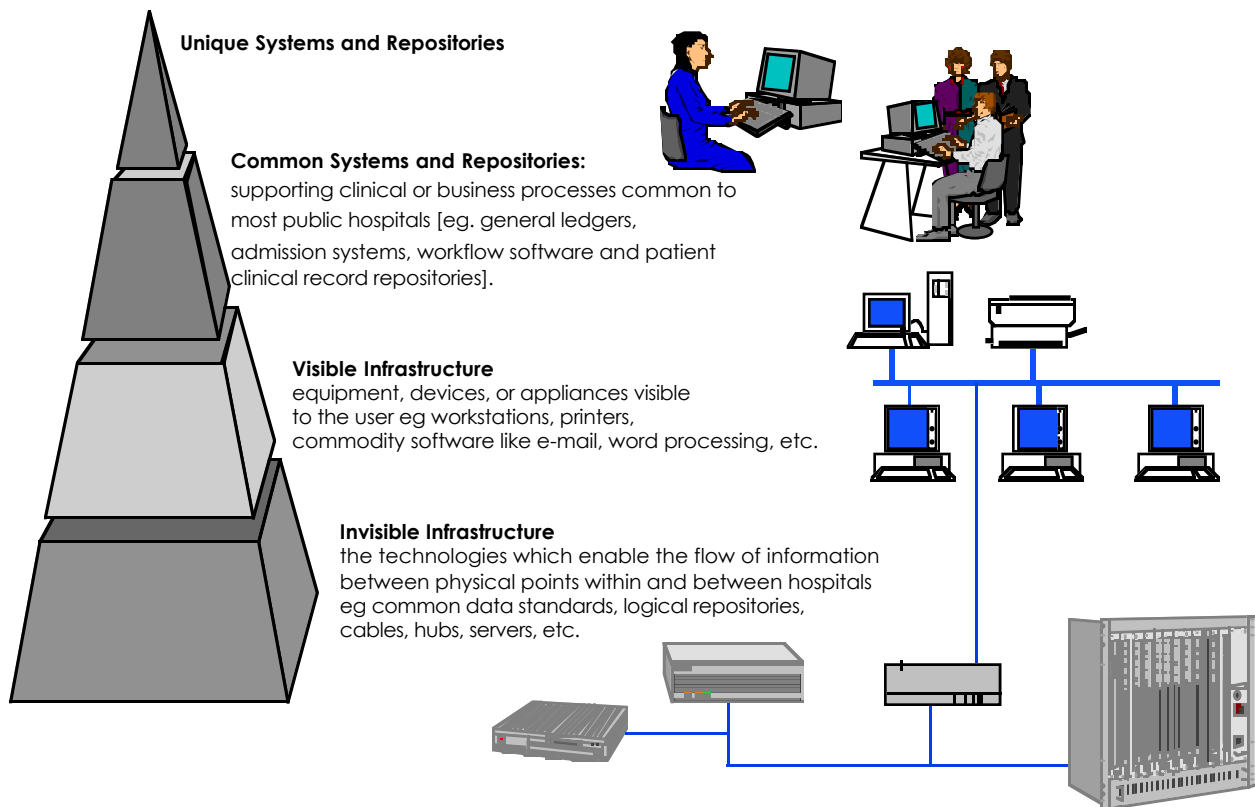 Unique Systems and Repositories
Common Systems and Repositories:
supporting clinical or business processes common to
most public hospitals [eg. general ledgers,
admission systems, workflow software and patient
clinical record repositories].
Visible Infrastructure
equipment, devices, or appliances visible
to the user eg workstations, printers,
commodity software like e-mail, word processing, etc.
Invisible Infrastructure
the technologies which enable the flow of information
between physical points within and between hospitals
eg common data standards, logical repositories,
cables, hubs, servers, etc.